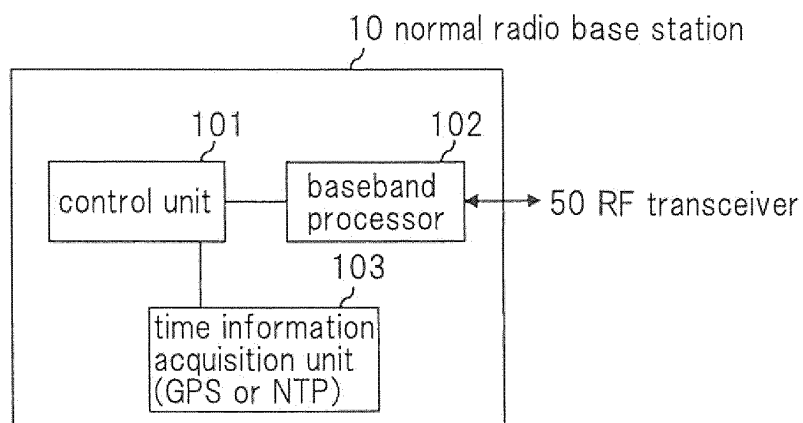 10 normal radio base station
101
102
control unit
baseband
processor
50 RF transceiver
103
time information
acquisition unit
(GPS or NTP)